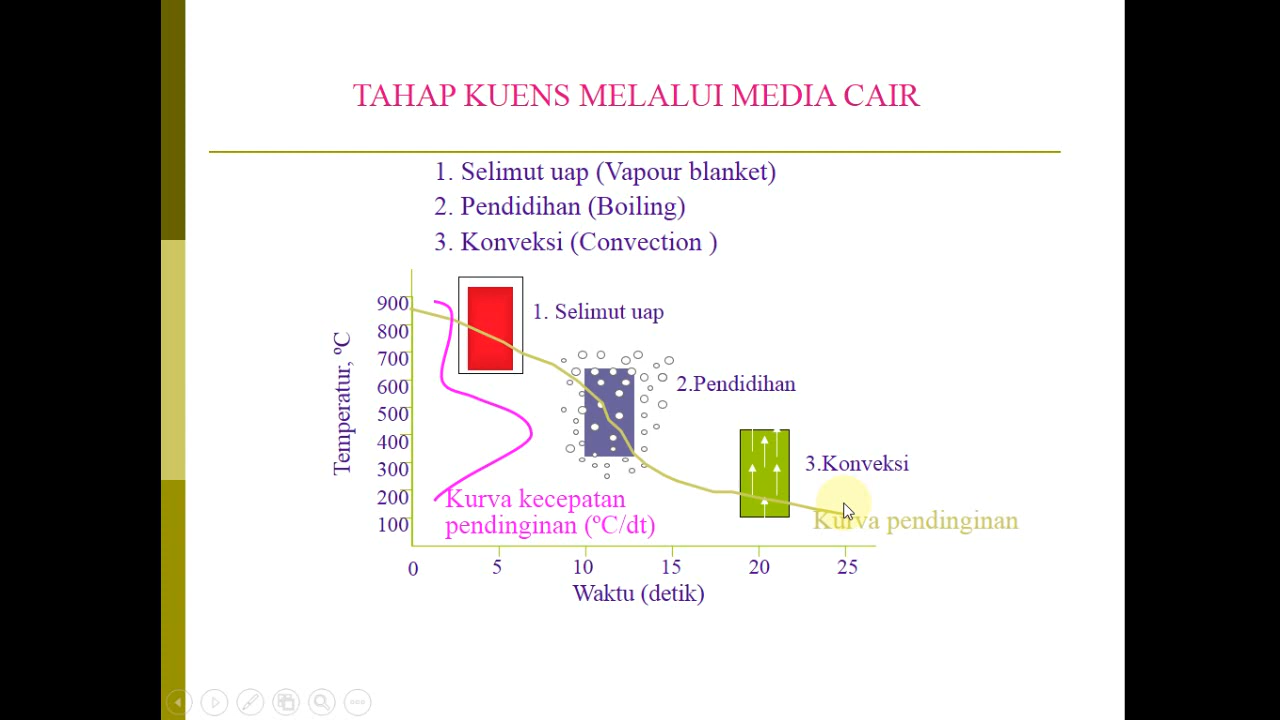 TAHAP KUENS MELALUI MEDIA CAIR
1. Selimut uap (Vapour blanket)
2. Pendidihan (Boiling)
3. Konveksi (Convection )
Temperatur, ºC
900
800
700
600
500
400
300
200
100
1. Selimut uap
2.Pendidihan
3.Konveksi
Kurva kecepatan
pendinginan (ºC/dt)
Kurva pendinginan
0 5 10 15 20 25
Waktu (detik)